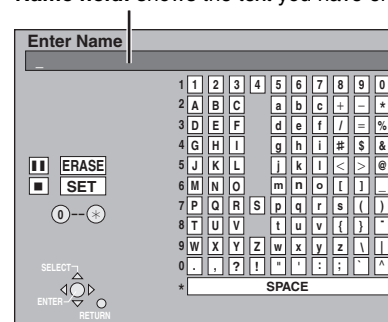 Name field: shows the text you have en
Enter Name
_
1 1 2 3 4 5 6 7 8 9 0
2 A B C a b c + - *
3 D E F d e f / = %
4 G H I g h i # $ &
5 J K L j k l < > @
6 M N O m n o [ ] _
7 P Q R S p q r s ( )
8 T U V t u v { } -
9 W X Y Z w x y z \ |
0 . , ? ! " ' : ; ` ^
* SPACE
ERASE
SET
0 -- *
SELECT
ENTER
RETURN